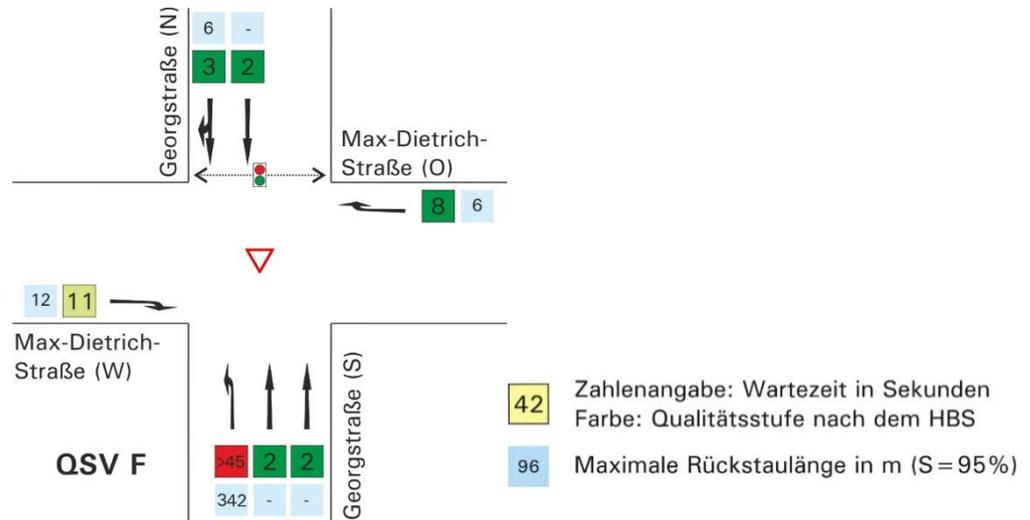 Georgstraße (N)
6 -
3 2
Max-Dietrich-
Straße (O)
8 6
12 11
Max-Dietrich-
Straße (W)
Georgstraße (S)
QSV F
>45 2 2
342 - -
42
Zahlenangabe: Wartezeit in Sekunden
Farbe: Qualitätsstufe nach dem HBS
96
Maximale Rückstaulänge in m (S=95%)